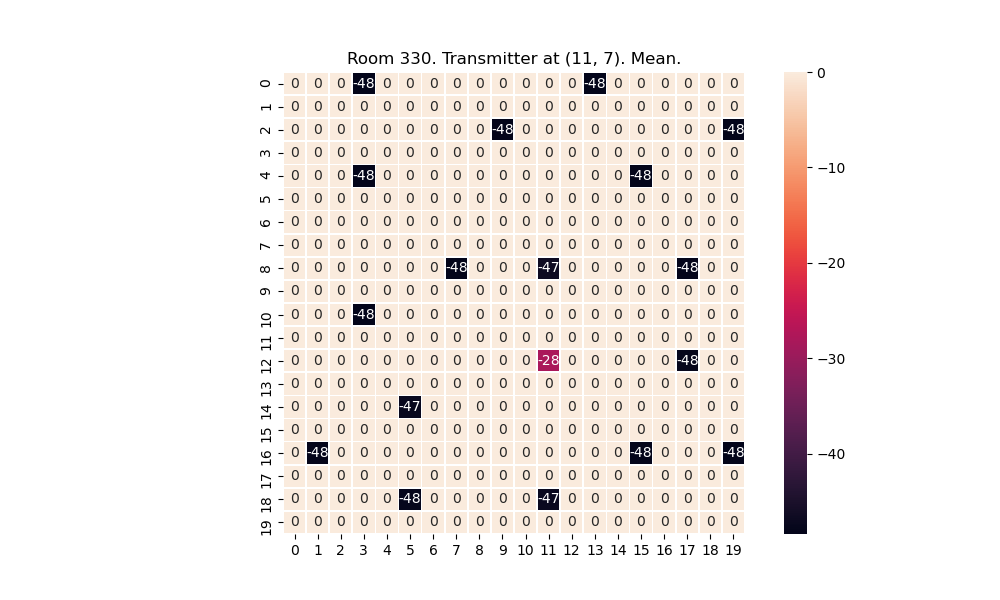 Room 330. Transmitter at (11, 7). Mean.
0 0 0 0 -48 0 0 0 0 0 0 0 0 0 -48 0 0 0 0 0 0 0
1 0 0 0 0 0 0 0 0 0 0 0 0 0 0 0 0 0 0 0 0
2 0 0 0 0 0 0 0 0 0 -48 0 0 0 0 0 0 0 0 0 -48
3 0 0 0 0 0 0 0 0 0 0 0 0 0 0 0 0 0 0 0 0
4 0 0 0 -48 0 0 0 0 0 0 0 0 0 0 0 -48 0 0 0 0
5 0 0 0 0 0 0 0 0 0 0 0 0 0 0 0 0 0 0 0 0
6 0 0 0 0 0 0 0 0 0 0 0 0 0 0 0 0 0 0 0 0
7 0 0 0 0 0 0 0 0 0 0 0 0 0 0 0 0 0 0 0 0
8 0 0 0 0 0 0 0 -48 0 0 0 -47 0 0 0 0 0 -48 0 0
9 0 0 0 0 0 0 0 0 0 0 0 0 0 0 0 0 0 0 0 0
10 0 0 0 -48 0 0 0 0 0 0 0 0 0 0 0 0 0 0 0 0
11 0 0 0 0 0 0 0 0 0 0 0 0 0 0 0 0 0 0 0 0
12 0 0 0 0 0 0 0 0 0 0 0 -28 0 0 0 0 0 -48 0 0
13 0 0 0 0 0 0 0 0 0 0 0 0 0 0 0 0 0 0 0 0
14 0 0 0 0 0 -47 0 0 0 0 0 0 0 0 0 0 0 0 0 0
15 0 0 0 0 0 0 0 0 0 0 0 0 0 0 0 0 0 0 0 0
16 0 -48 0 0 0 0 0 0 0 0 0 0 0 0 0 -48 0 0 0 -48
17 0 0 0 0 0 0 0 0 0 0 0 0 0 0 0 0 0 0 0 0
18 0 0 0 0 0 -48 0 0 0 0 0 -47 0 0 0 0 0 0 0 0
19 0 0 0 0 0 0 0 0 0 0 0 0 0 0 0 0 0 0 0 0
0 1 2 3 4 5 6 7 8 9 10 11 12 13 14 15 16 17 18 19
0
−10
−20
−30
−40